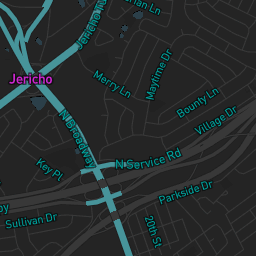 Jericho
Merry Ln
Maytime Dr
Bounty Ln
Village Dr
N Broadway
N Service Rd
Key Pl
Parkside Dr
Sullivan Dr
20th St